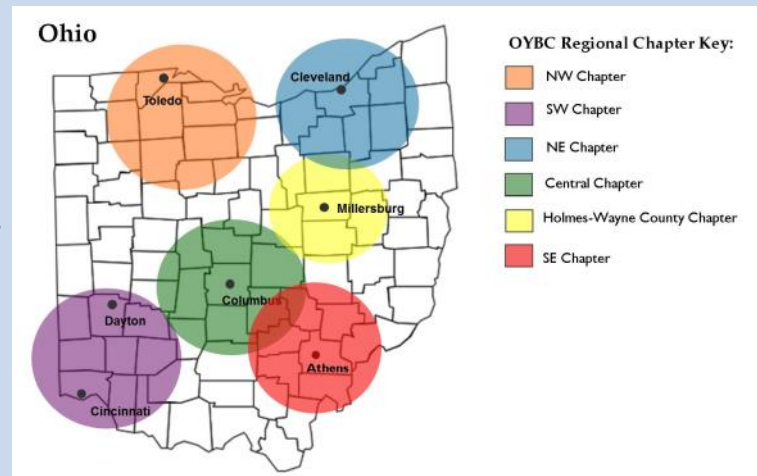 Ohio
OYBC Regional Chapter Key:
NW Chapter
SW Chapter
NE Chapter
Central Chapter
Holmes-Wayne County Chapter
SE Chapter
Cleveland
Toledo
Millersburg
Columbus
Dayton
Athens
Cincinnati